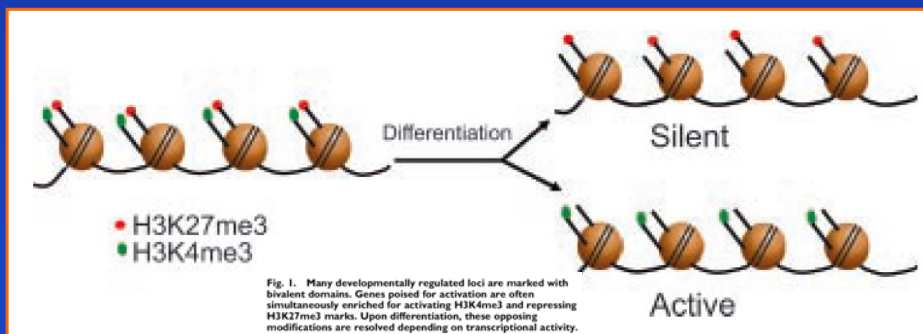 Differentiation
Silent
Active
H3K27me3
H3K4me3
Fig. 1. Many developmentally regulated loci are marked with
bivalent domains. Genes poised for activation are often
simultaneously enriched for activating H3K4me3 and repressing
H3K27me3 marks. Upon differentiation, these opposing
modifications are resolved depending on transcriptional activity.